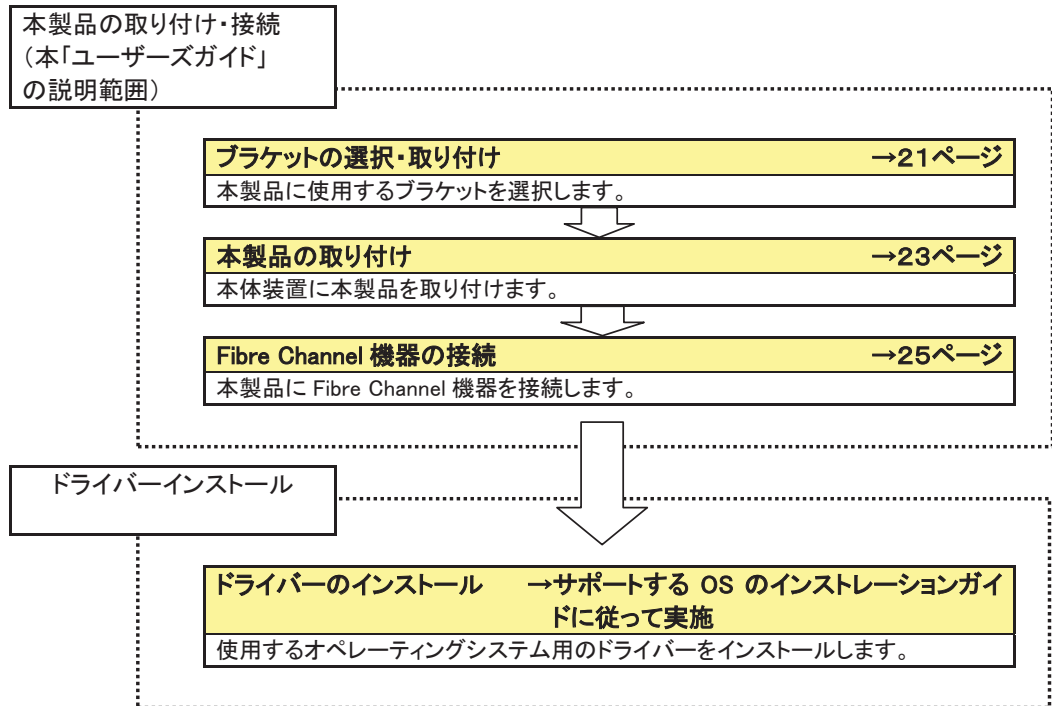 本製品の取り付け・接続
(本「ユーザーズガイド」
の説明範囲)
ブラケットの選択・取り付け →21ページ
本製品に使用するブラケットを選択します。
本製品の取り付け →23ページ
本体装置に本製品を取り付けます。
Fibre Channel 機器の接続 →25ページ
本製品に Fibre Channel 機器を接続します。
ドライバーインストール
ドライバーのインストール →サポートする OS のインストレーションガイ
ドに従って実施
使用するオペレーティングシステム用のドライバーをインストールします。